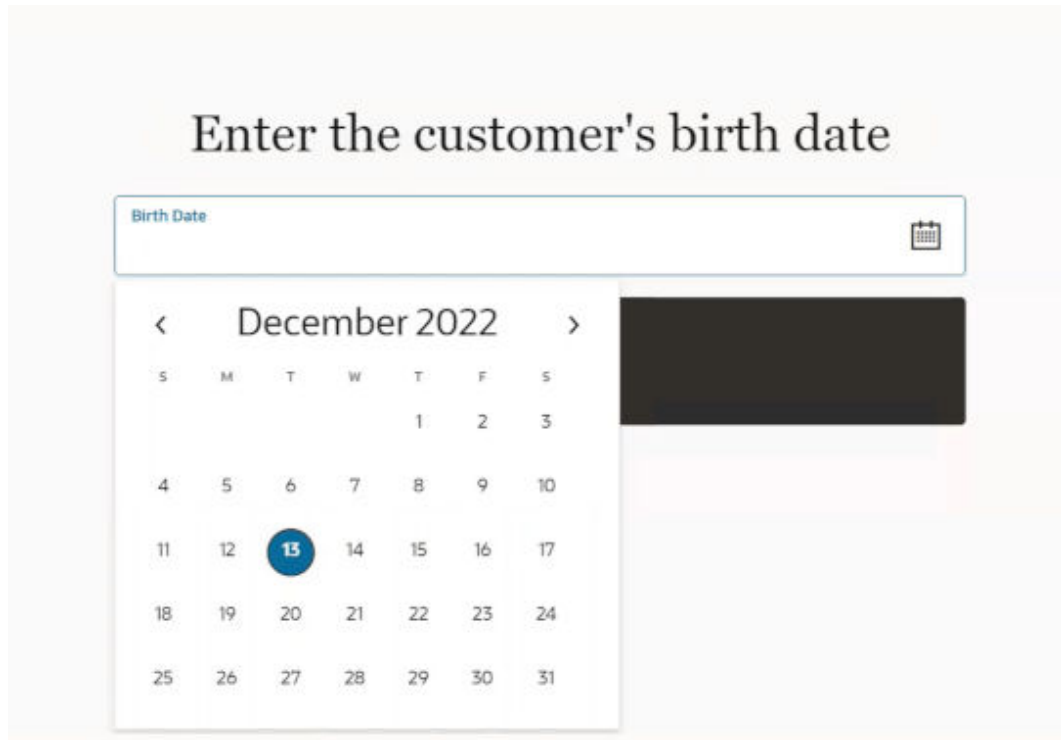 Enter the customer's birth date
Birth Date
December 2022
S M T W T F S
1 2 3
4 5 6 7 8 9 10
11 12 13 14 15 16 17
18 19 20 21 22 23 24
25 26 27 28 29 30 31